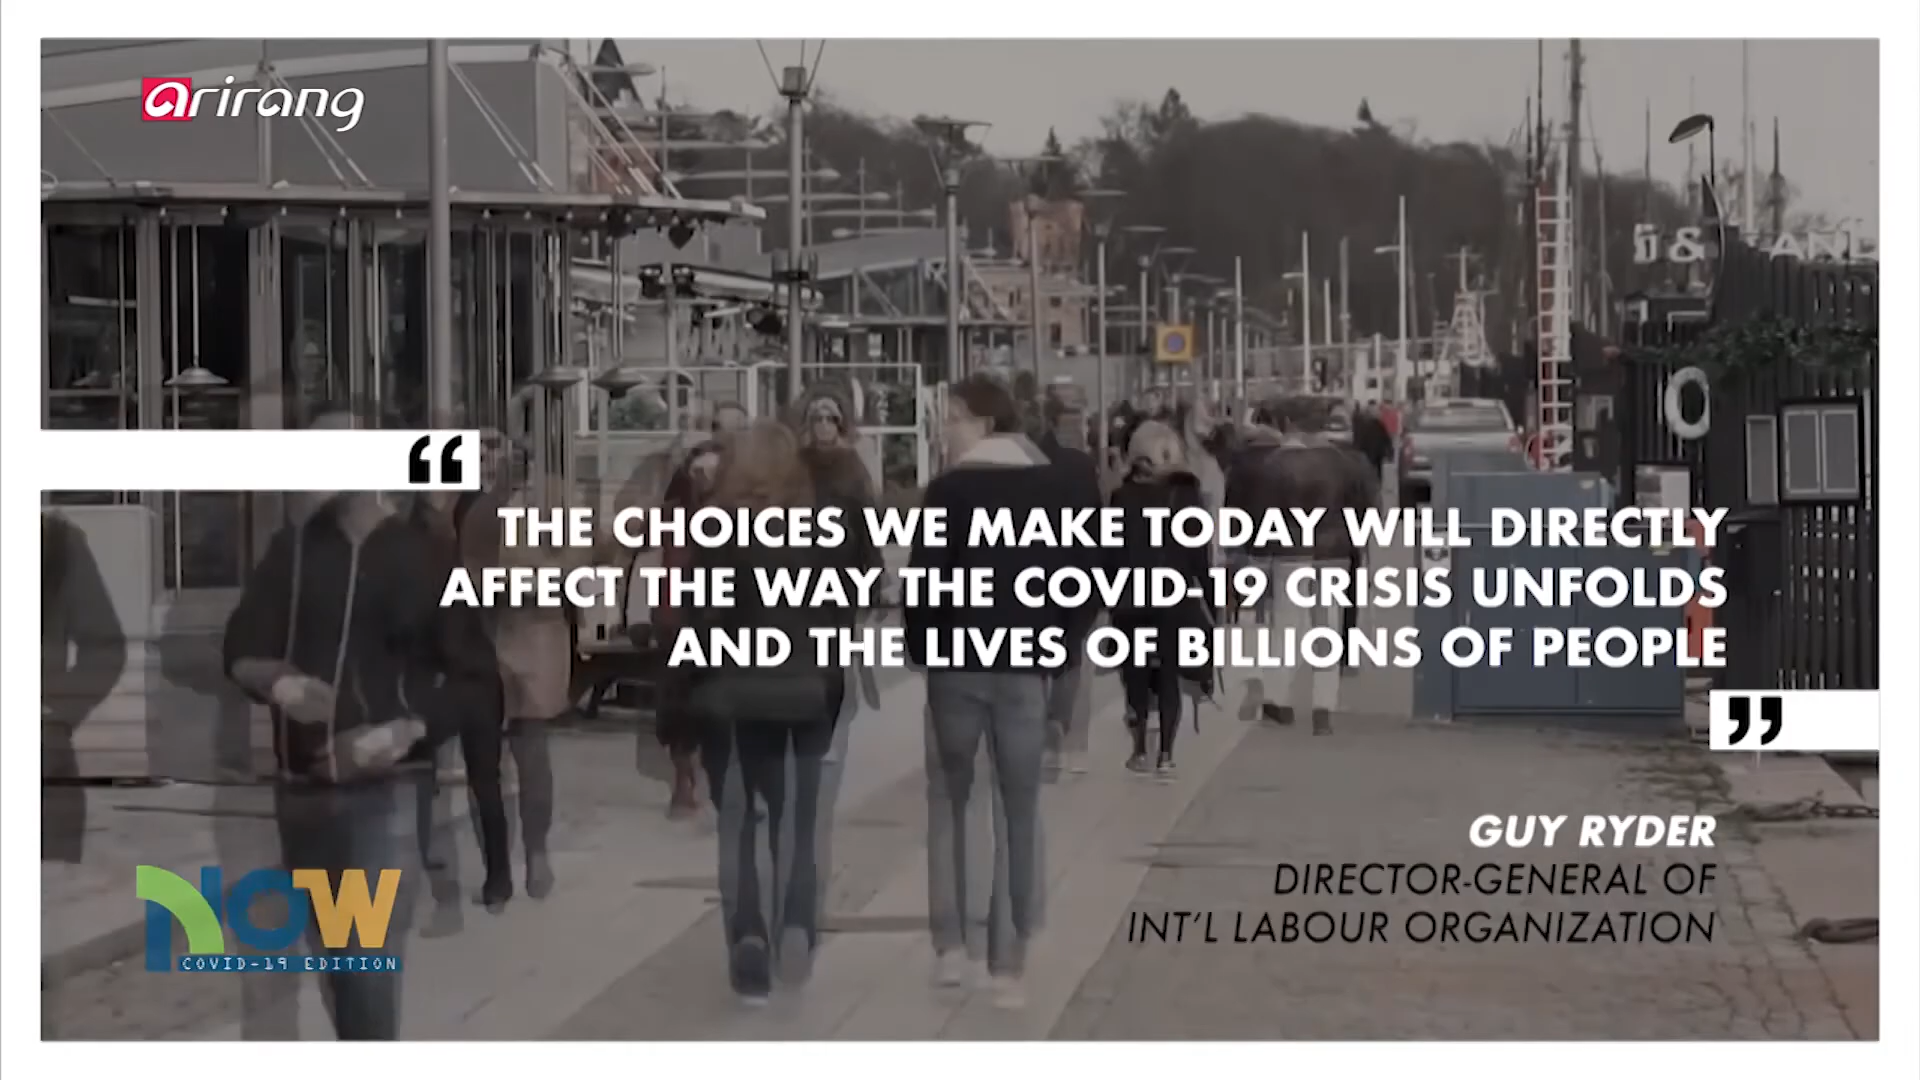 arirang
&
“
THE CHOICES WE MAKE TODAY WILL DIRECTLY
AFFECT THE WAY THE COVID-19 CRISIS UNFOLDS
AND THE LIVES OF BILLIONS OF PEOPLE
”
GUY RYDER
DIRECTOR-GENERAL OF
INT'L LABOUR ORGANIZATION
NOW
COVID-19 EDITION